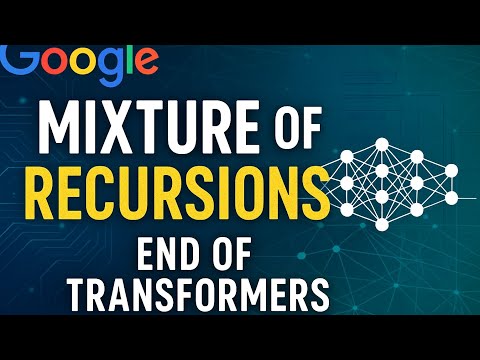 Google
MIXTURE OF
RECURSIONS
END OF
TRANSFORMERS